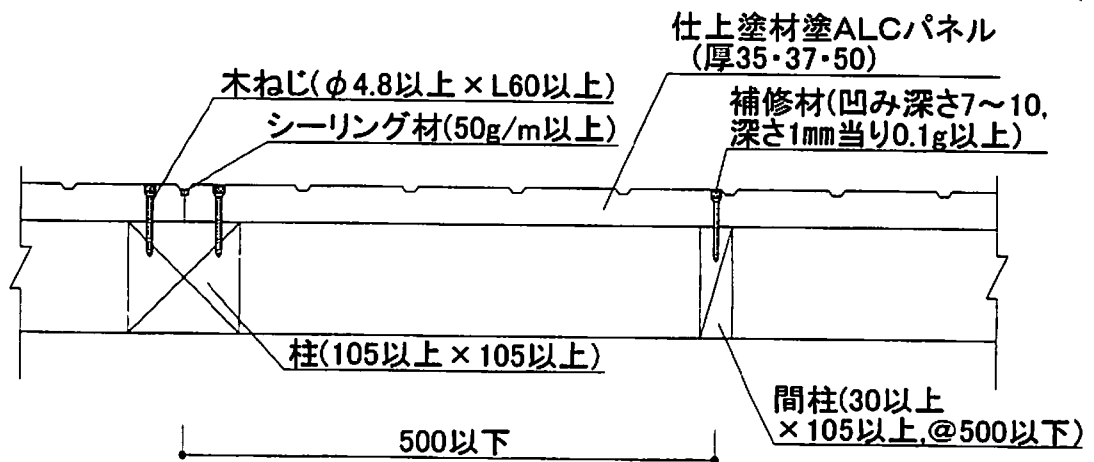 仕上塗材塗ALCパネル
(厚35・37・50)
木ねじ(φ4.8以上×L60以上)
補修材(凹み深さ7～10,
シーリング材(50g/m以上)
深さ1mm当り0.1g以上)
柱(105以上×105以上)
間柱(30以上
×105以上,@500以下)
500以下